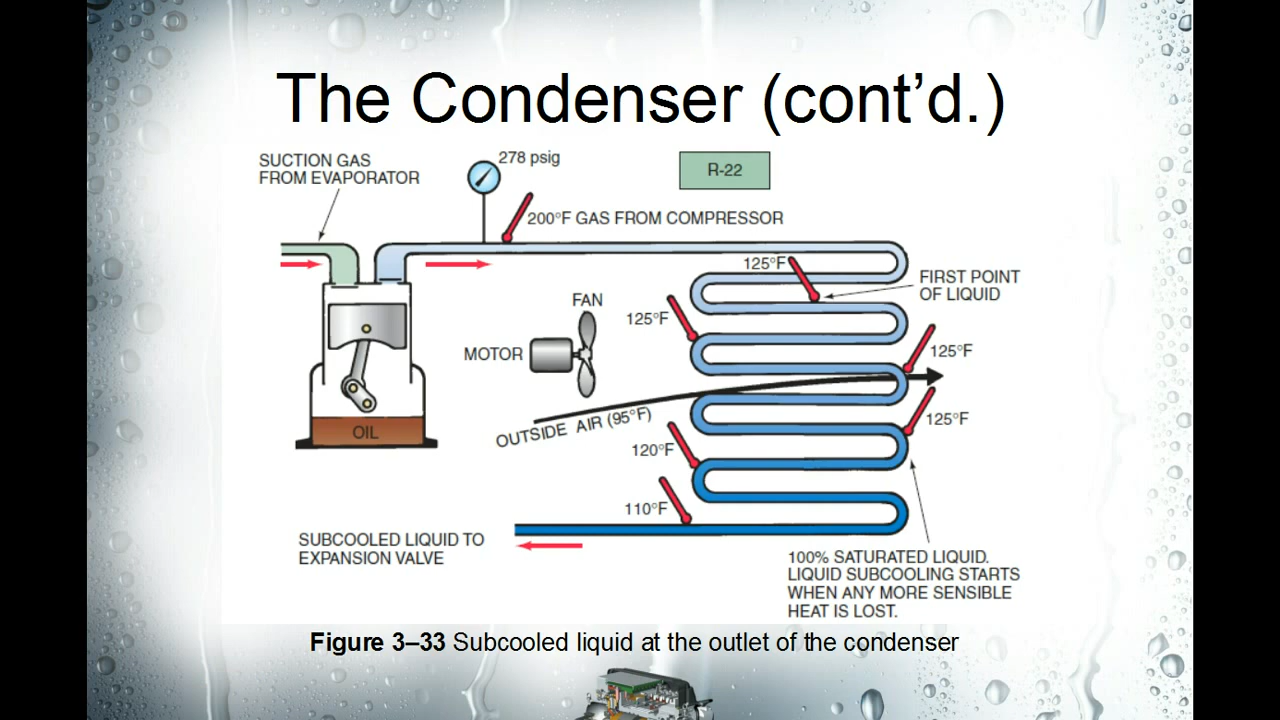 The Condenser (cont’d.)
SUCTION GAS
FROM EVAPORATOR
278 psig
R-22
200°F GAS FROM COMPRESSOR
125°F
FIRST POINT
OF LIQUID
FAN
125°F
MOTOR
125°F
OUTSIDE AIR (95°F)
125°F
OIL
120°F
110°F
SUBCOOLED LIQUID TO
EXPANSION VALVE
100% SATURATED LIQUID.
LIQUID SUBCOOLING STARTS
WHEN ANY MORE SENSIBLE
HEAT IS LOST.
Figure 3–33 Subcooled liquid at the outlet of the condenser